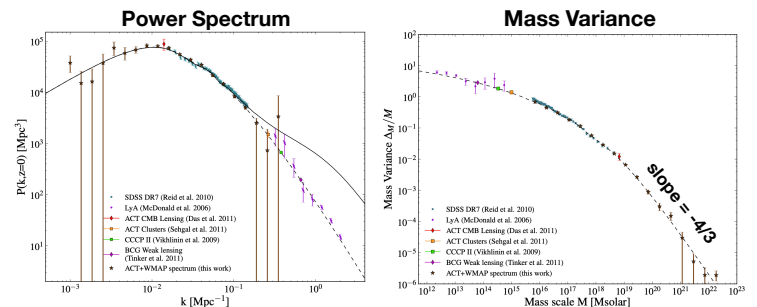 Power Spectrum
P(k,z=0) [Mpc³]
10⁵
10⁴
10³
10²
10¹
SDSS DR7 (Reid et al. 2010)
LyA (McDonald et al. 2006)
ACT CMB Lensing (Das et al. 2011)
ACT Clusters (Sehgal et al. 2011)
CCCP II (Vikhlinin et al. 2009)
BCG Weak lensing
(Tinker et al. 2011)
ACT+WMAP spectrum (this work)
10⁻³
10⁻²
10⁻¹
10⁰
k [Mpc⁻¹]
Mass Variance
Mass Variance Δ_M/M
10²
10¹
10⁰
10⁻¹
10⁻²
10⁻³
10⁻⁴
10⁻⁵
10⁻⁶
slope = -4/3
SDSS DR7 (Reid et al. 2010)
LyA (McDonald et al. 2006)
ACT CMB Lensing (Das et al. 2011)
ACT Clusters (Sehgal et al. 2011)
CCCP II (Vikhlinin et al. 2009)
BCG Weak lensing (Tinker et al. 2011)
ACT+WMAP spectrum (this work)
10¹²
10¹³
10¹⁴
10¹⁵
10¹⁶
10¹⁷
10¹⁸
10¹⁹
10²⁰
10²¹
10²²
10²³
Mass scale M [Msolar]